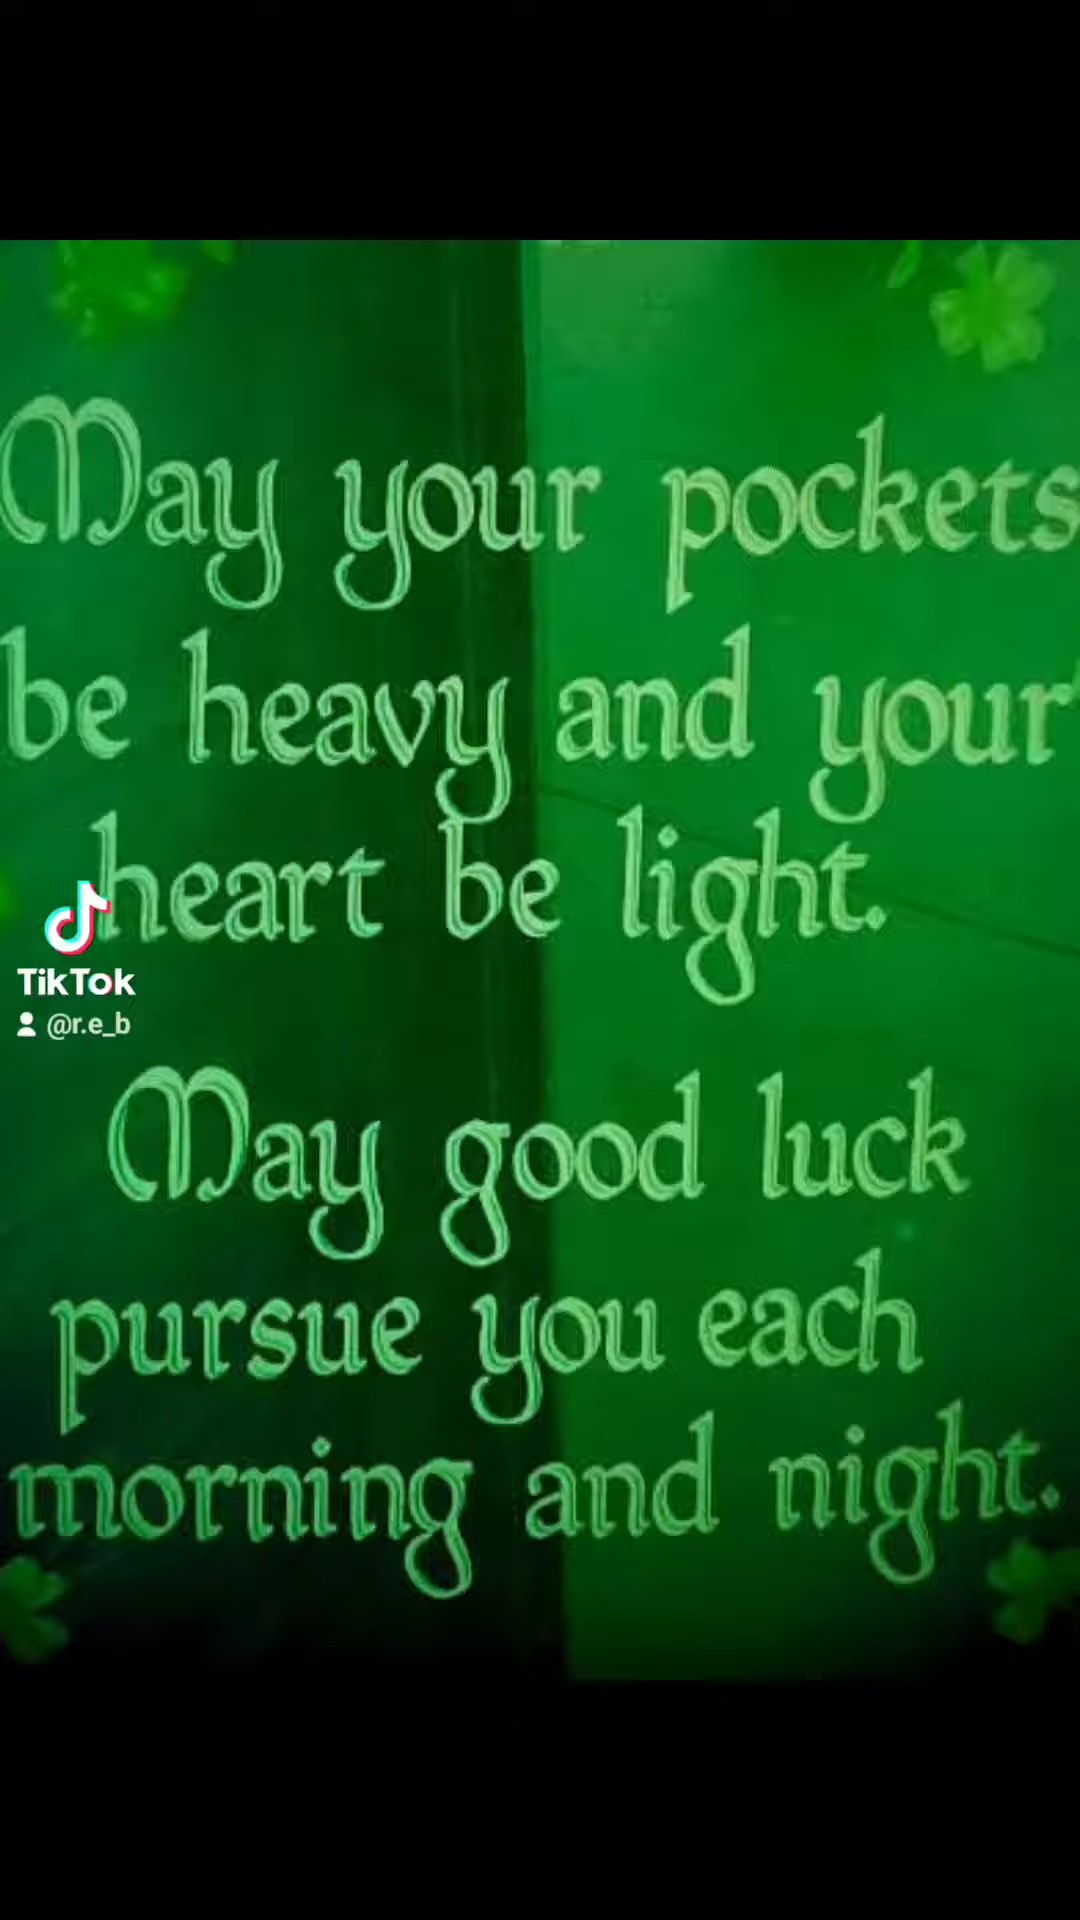 May your pockets
be heavy and your
heart be light.
TikTok
@r.e_b
May good luck
pursue you each
morning and night.